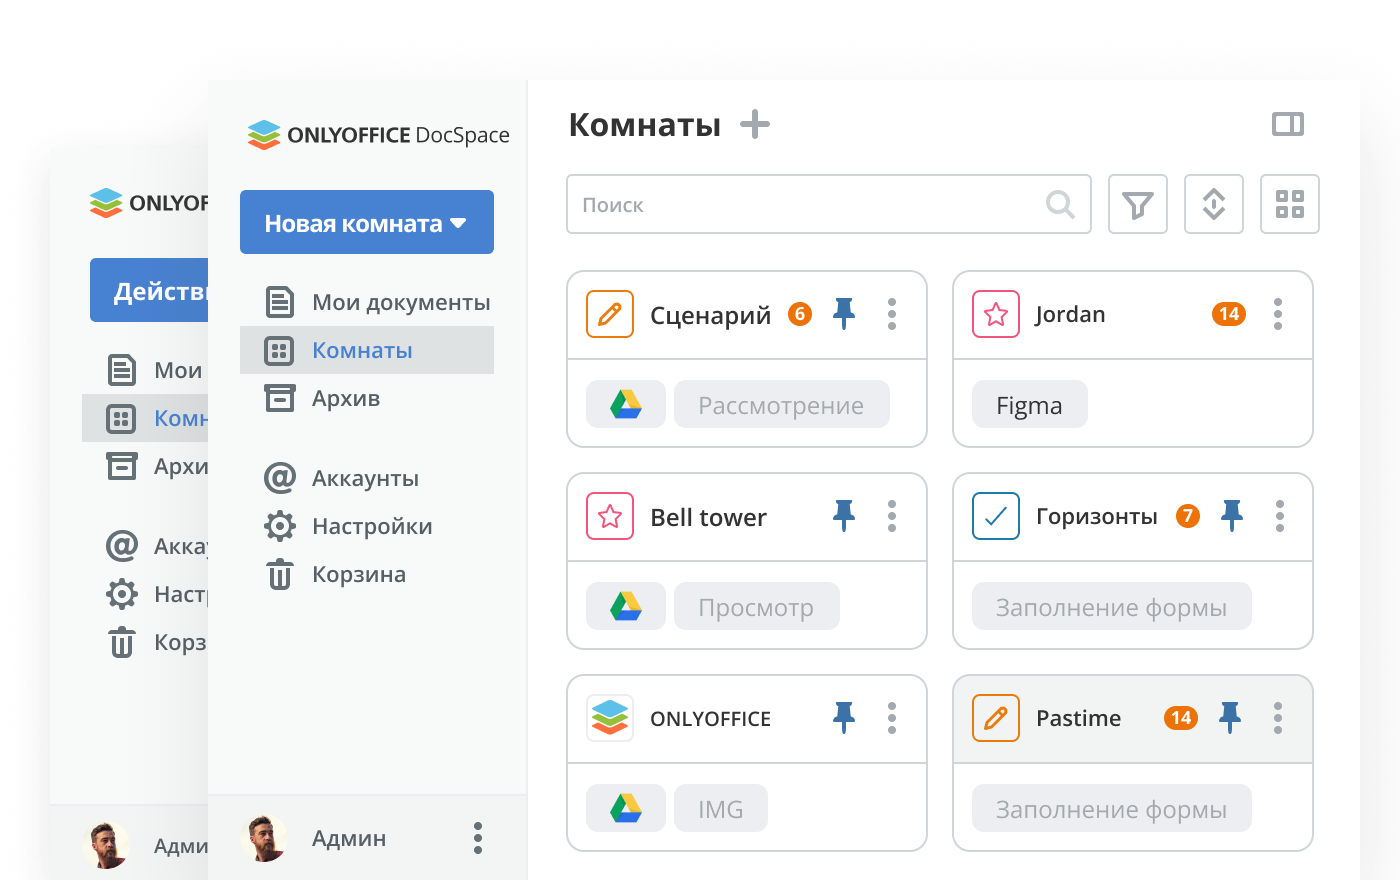 ONLYOF
Действ
Мои
Комн
Архи
Акка
Наст
Корз
Адми
ONLYOFFICE DocSpace
Новая комната
Мои документы
Комнаты
Архив
Аккаунты
Настройки
Корзина
Админ
Комнаты
Поиск
Сценарий 6
Рассмотрение
Jordan 14
Figma
Bell tower
Просмотр
Горизонты 7
Заполнение формы
ONLYOFFICE
IMG
Pastime 14
Заполнение формы